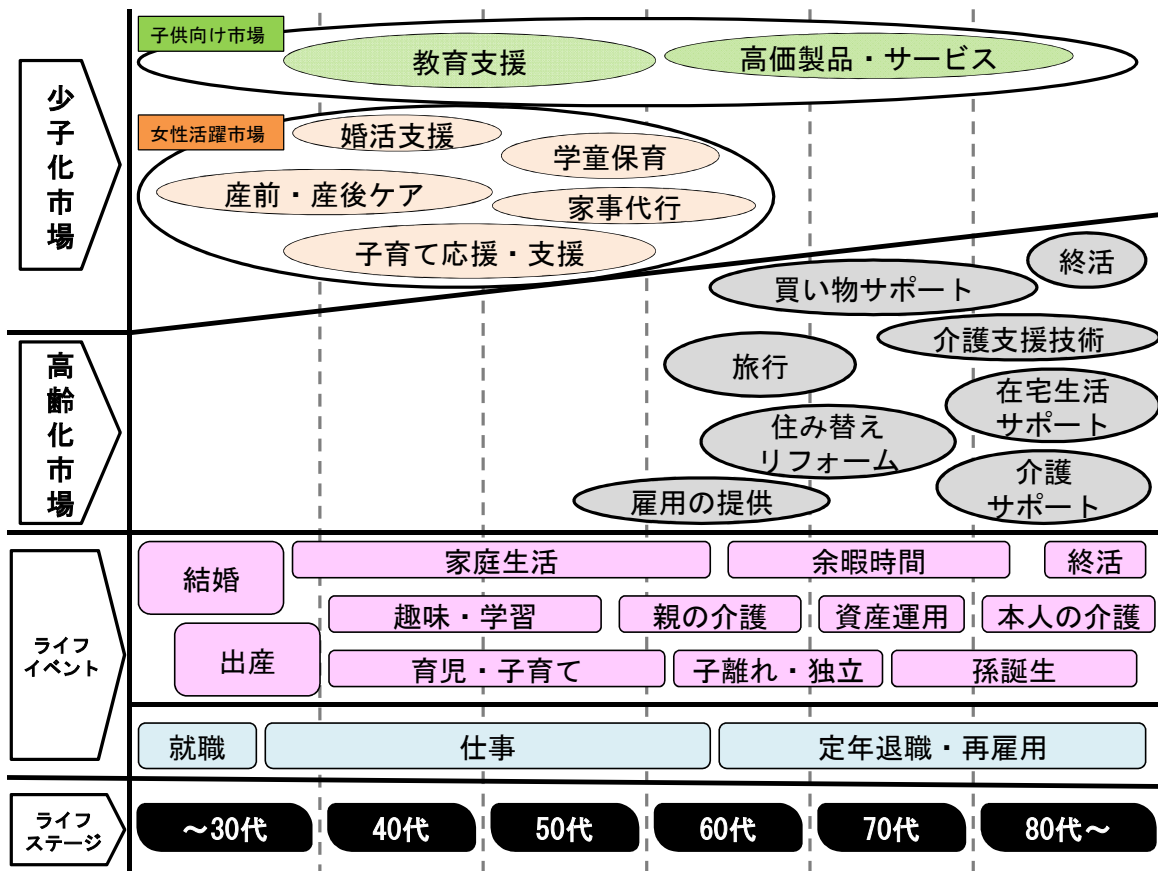 少子化市場
子供向け市場
教育支援
高価製品・サービス
女性活躍市場
婚活支援
学童保育
産前・産後ケア
家事代行
子育て応援・支援
高齢化市場
終活
買い物サポート
介護支援技術
旅行
在宅生活
サポート
住み替え
リフォーム
介護
サポート
雇用の提供
ライフ
イベント
結婚
家庭生活
余暇時間
終活
趣味・学習
親の介護
資産運用
本人の介護
出産
育児・子育て
子離れ・独立
孫誕生
就職
仕事
定年退職・再雇用
ライフ
ステージ
～30代
40代
50代
60代
70代
80代～